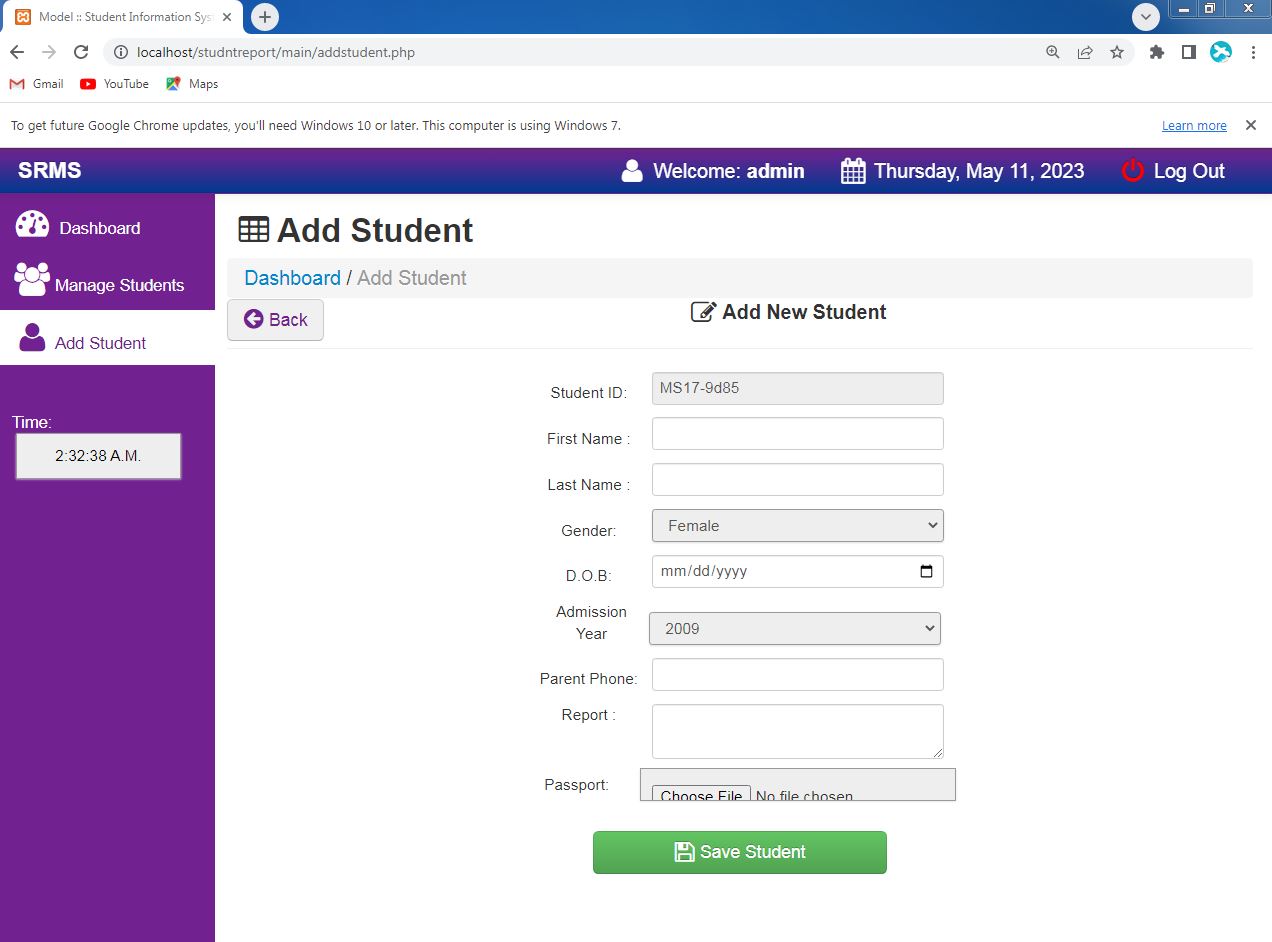 Model :: Student Information Sys
localhost/studntreport/main/addstudent.php
Gmail YouTube Maps
To get future Google Chrome updates, you'll need Windows 10 or later. This computer is using Windows 7. Learn more
SRMS Welcome: admin Thursday, May 11, 2023 Log Out
Dashboard
Manage Students
Add Student
Time:
2:32:38 A.M.
Add Student
Dashboard / Add Student
Back
Add New Student
Student ID: MS17-9d85
First Name :
Last Name :
Gender: Female
D.O.B: mm/dd/yyyy
Admission
Year 2009
Parent Phone:
Report :
Passport: Choose File No file chosen
Save Student